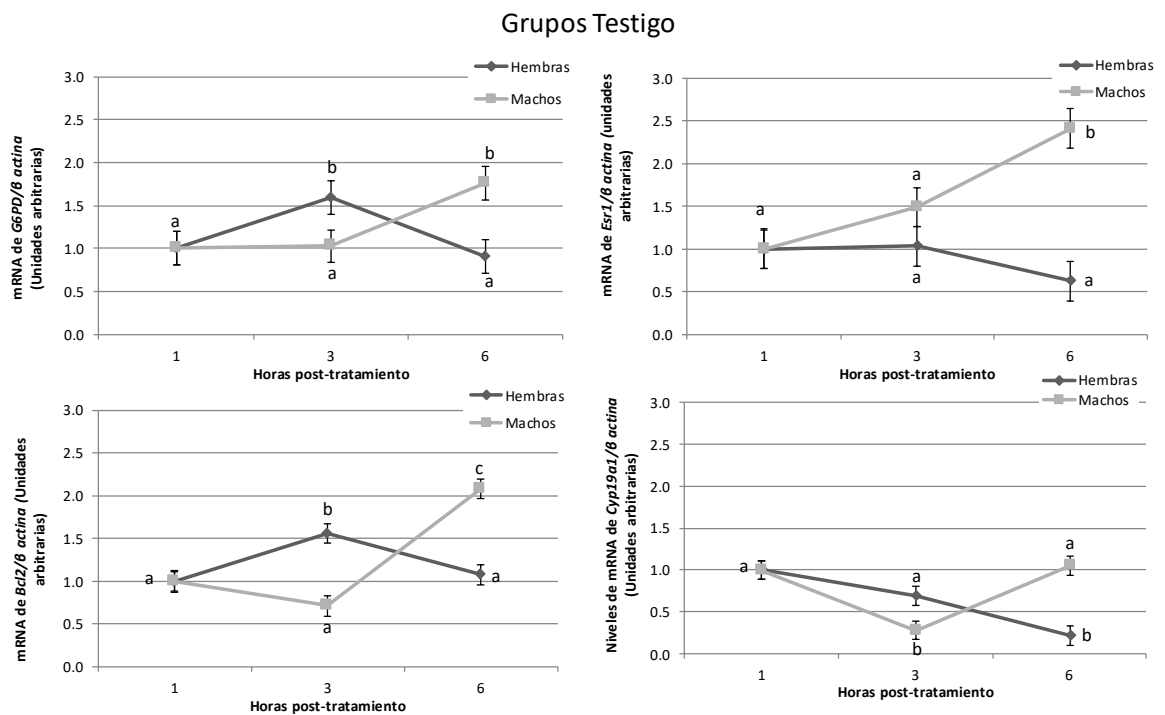 Grupos Testigo
mRNA de G6PD/β actina
(Unidades arbitrarias)
3.0
2.5
2.0
1.5
1.0
0.5
0.0
Hembras
Machos
a
b
a
b
a
1
3
6
Horas post-tratamiento
mRNA de Esr1/β actina (unidades
arbitrarias)
3.0
2.5
2.0
1.5
1.0
0.5
0.0
Hembras
Machos
a
a
a
b
a
1
3
6
Horas post-tratamiento
mRNA de Bcl2/β actina (Unidades
arbitrarias)
3.0
2.5
2.0
1.5
1.0
0.5
0.0
Hembras
Machos
a
b
a
c
a
1
3
6
Horas post-tratamiento
Niveles de mRNA de Cyp19a1/β actina
(Unidades arbitrarias)
3.0
2.5
2.0
1.5
1.0
0.5
0.0
Hembras
Machos
a
a
b
a
b
1
3
6
Horas post-tratamiento